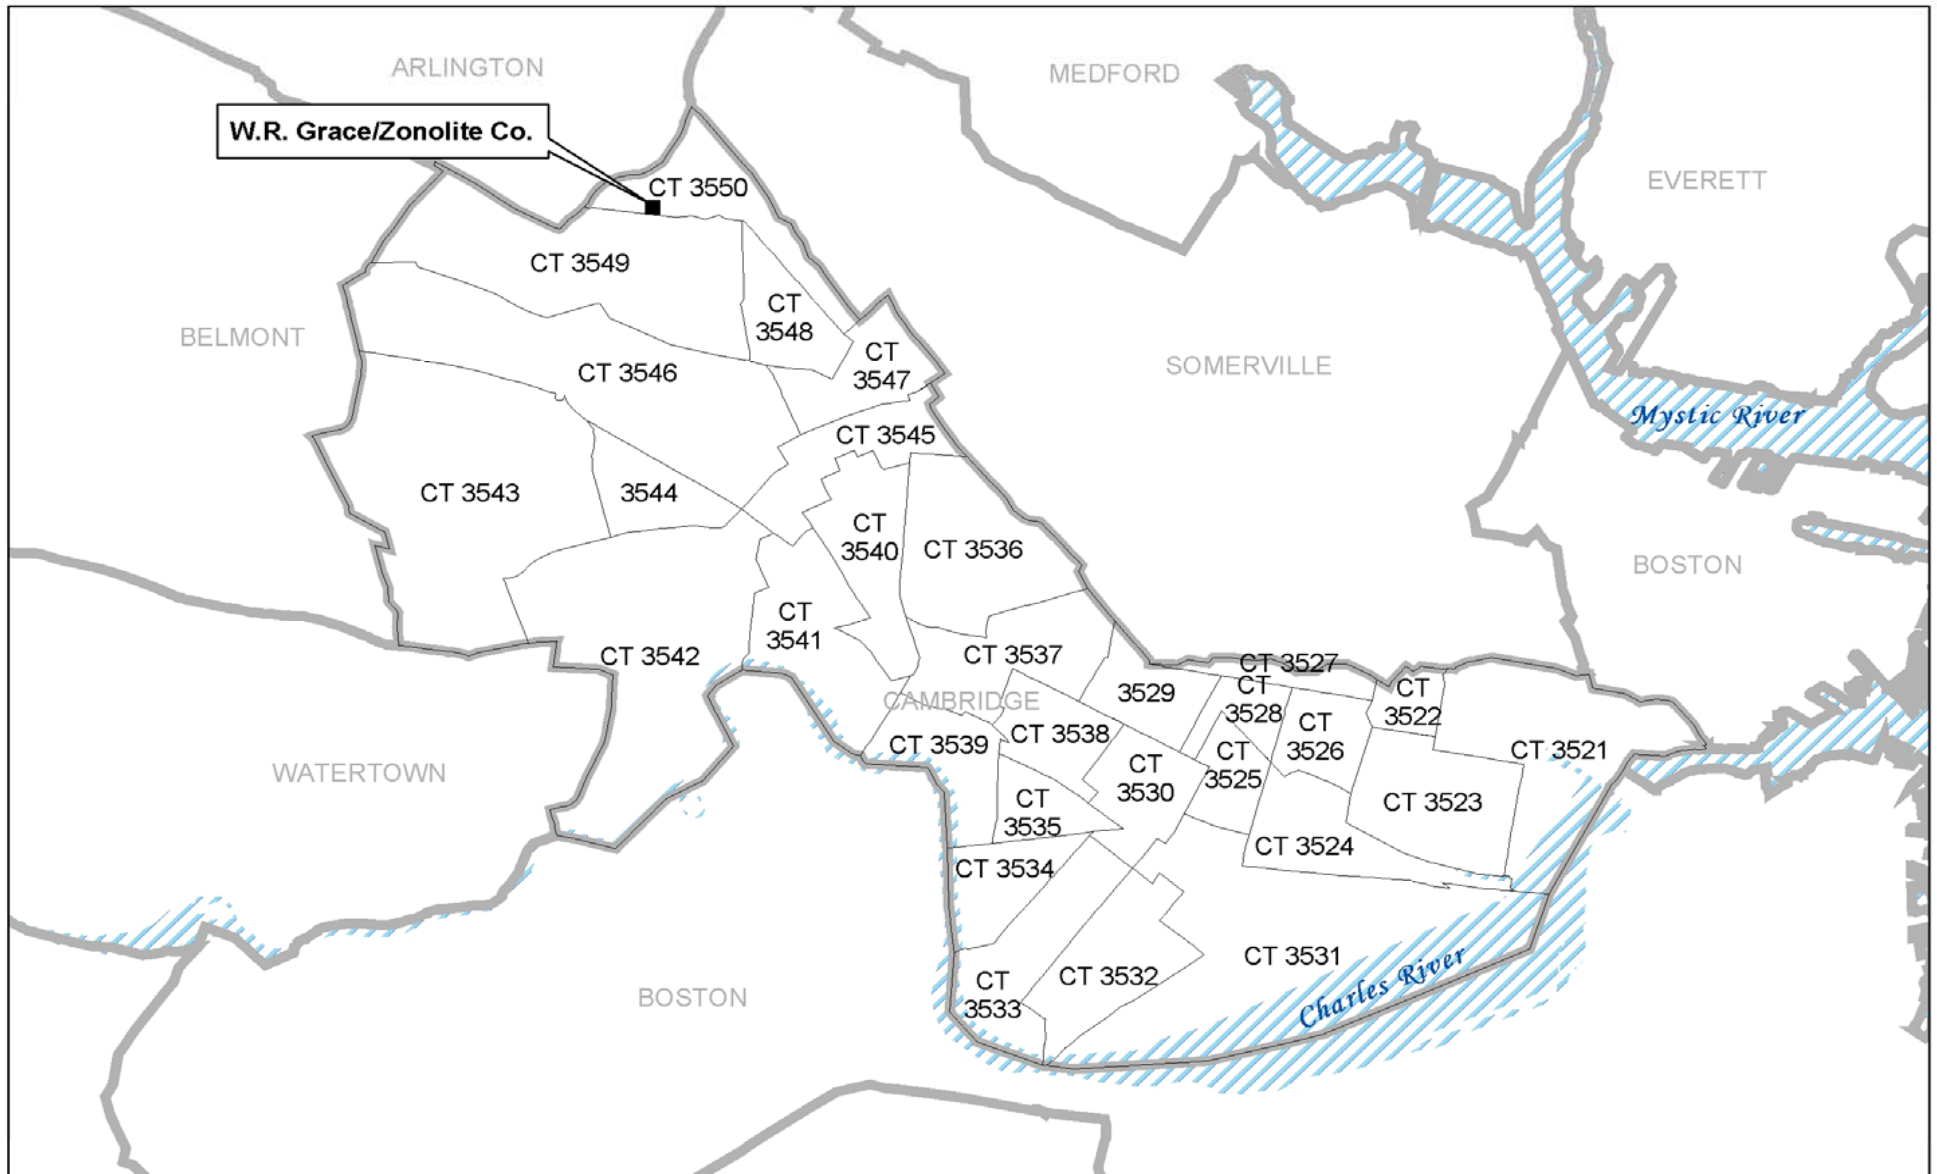 ARLINGTON
MEDFORD
W.R. Grace/Zonolite Co.
EVERETT
CT 3550
CT 3549
CT
3548
BELMONT
CT
3547
SOMERVILLE
CT 3546
Mystic River
CT 3545
CT 3543
3544
CT
3540
CT 3536
BOSTON
CT
3541
CT 3542
CT 3537
CT 3527
3529
CT
3528
CT
3522
CAMBRIDGE
CT 3539
CT 3538
CT
3526
CT 3521
WATERTOWN
CT
3530
CT
3525
CT
3535
CT 3523
CT 3524
CT 3534
CT 3531
CT 3532
CT
3533
Charles River
BOSTON